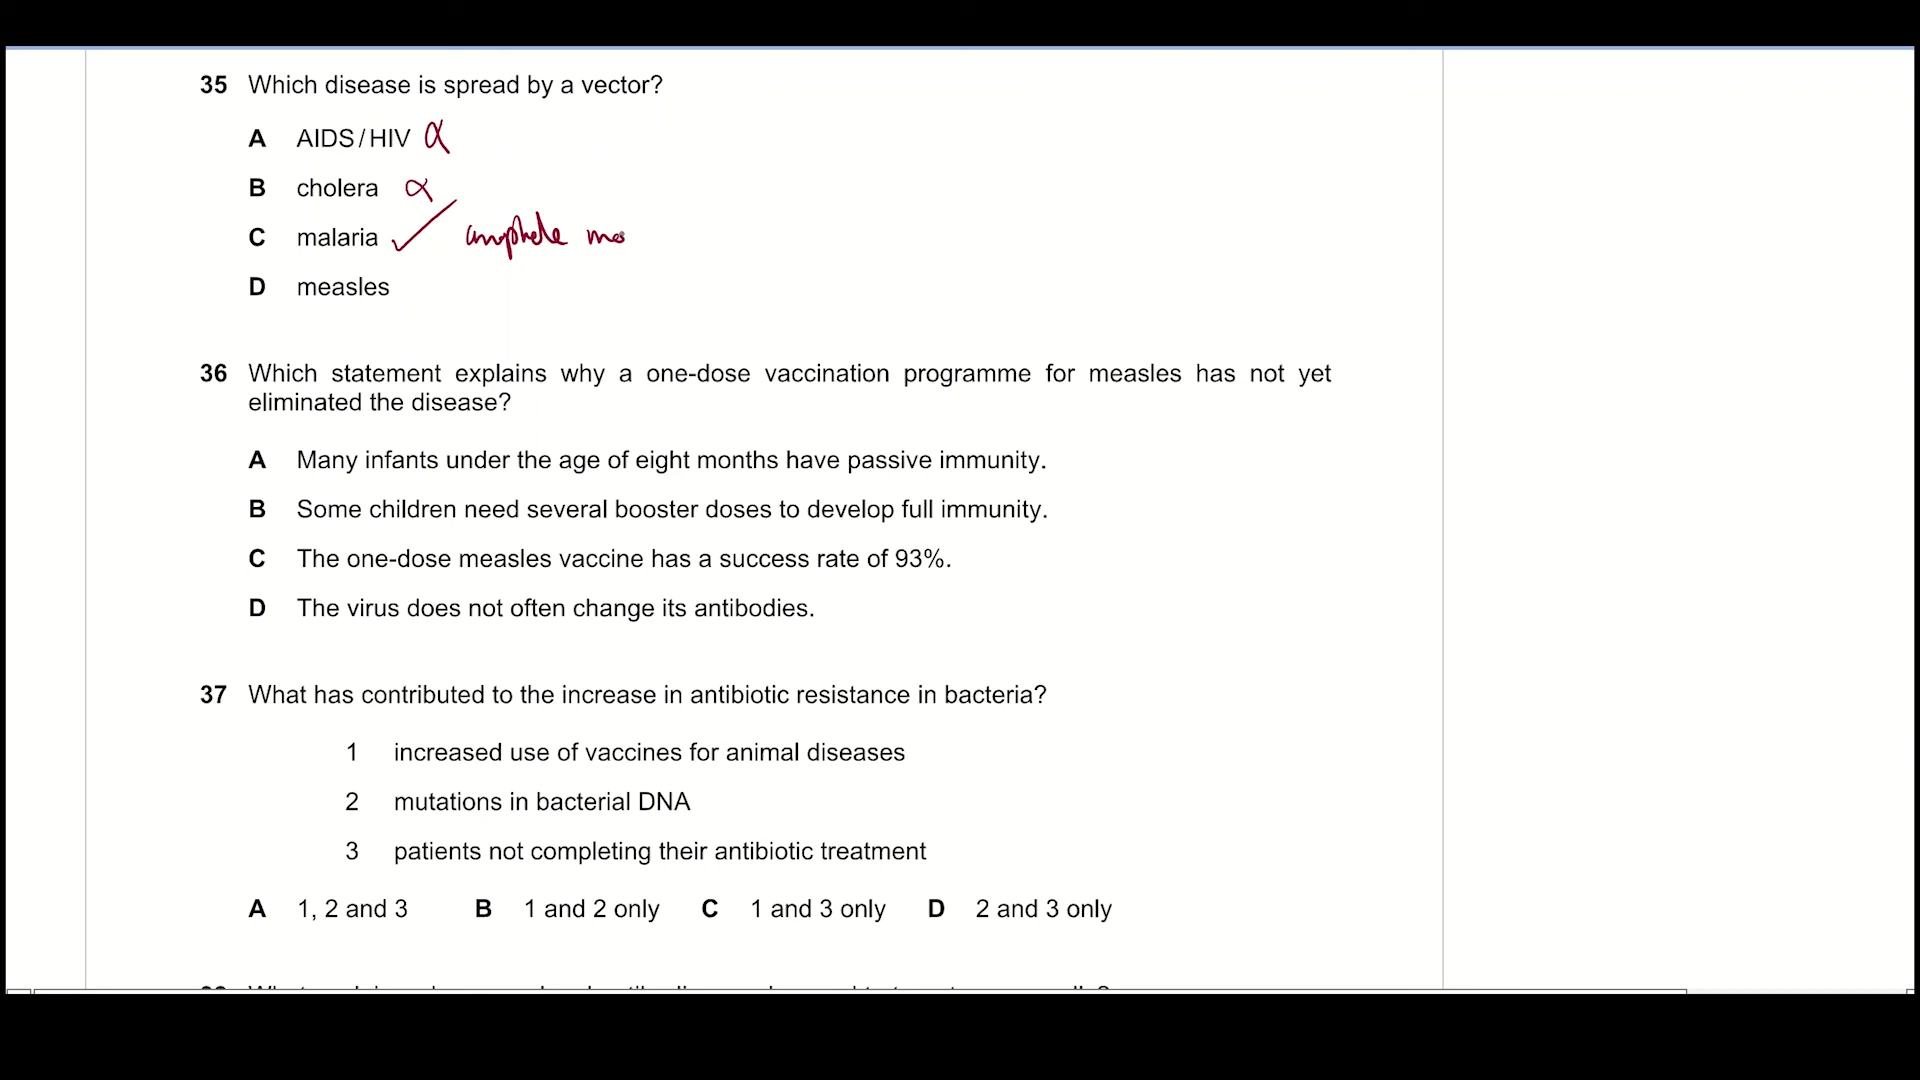 35 Which disease is spread by a vector?
A AIDS/HIV
B cholera
C malaria anophele mo
D measles
36 Which statement explains why a one-dose vaccination programme for measles has not yet
eliminated the disease?
A Many infants under the age of eight months have passive immunity.
B Some children need several booster doses to develop full immunity.
C The one-dose measles vaccine has a success rate of 93%.
D The virus does not often change its antibodies.
37 What has contributed to the increase in antibiotic resistance in bacteria?
1 increased use of vaccines for animal diseases
2 mutations in bacterial DNA
3 patients not completing their antibiotic treatment
A 1, 2 and 3 B 1 and 2 only C 1 and 3 only D 2 and 3 only